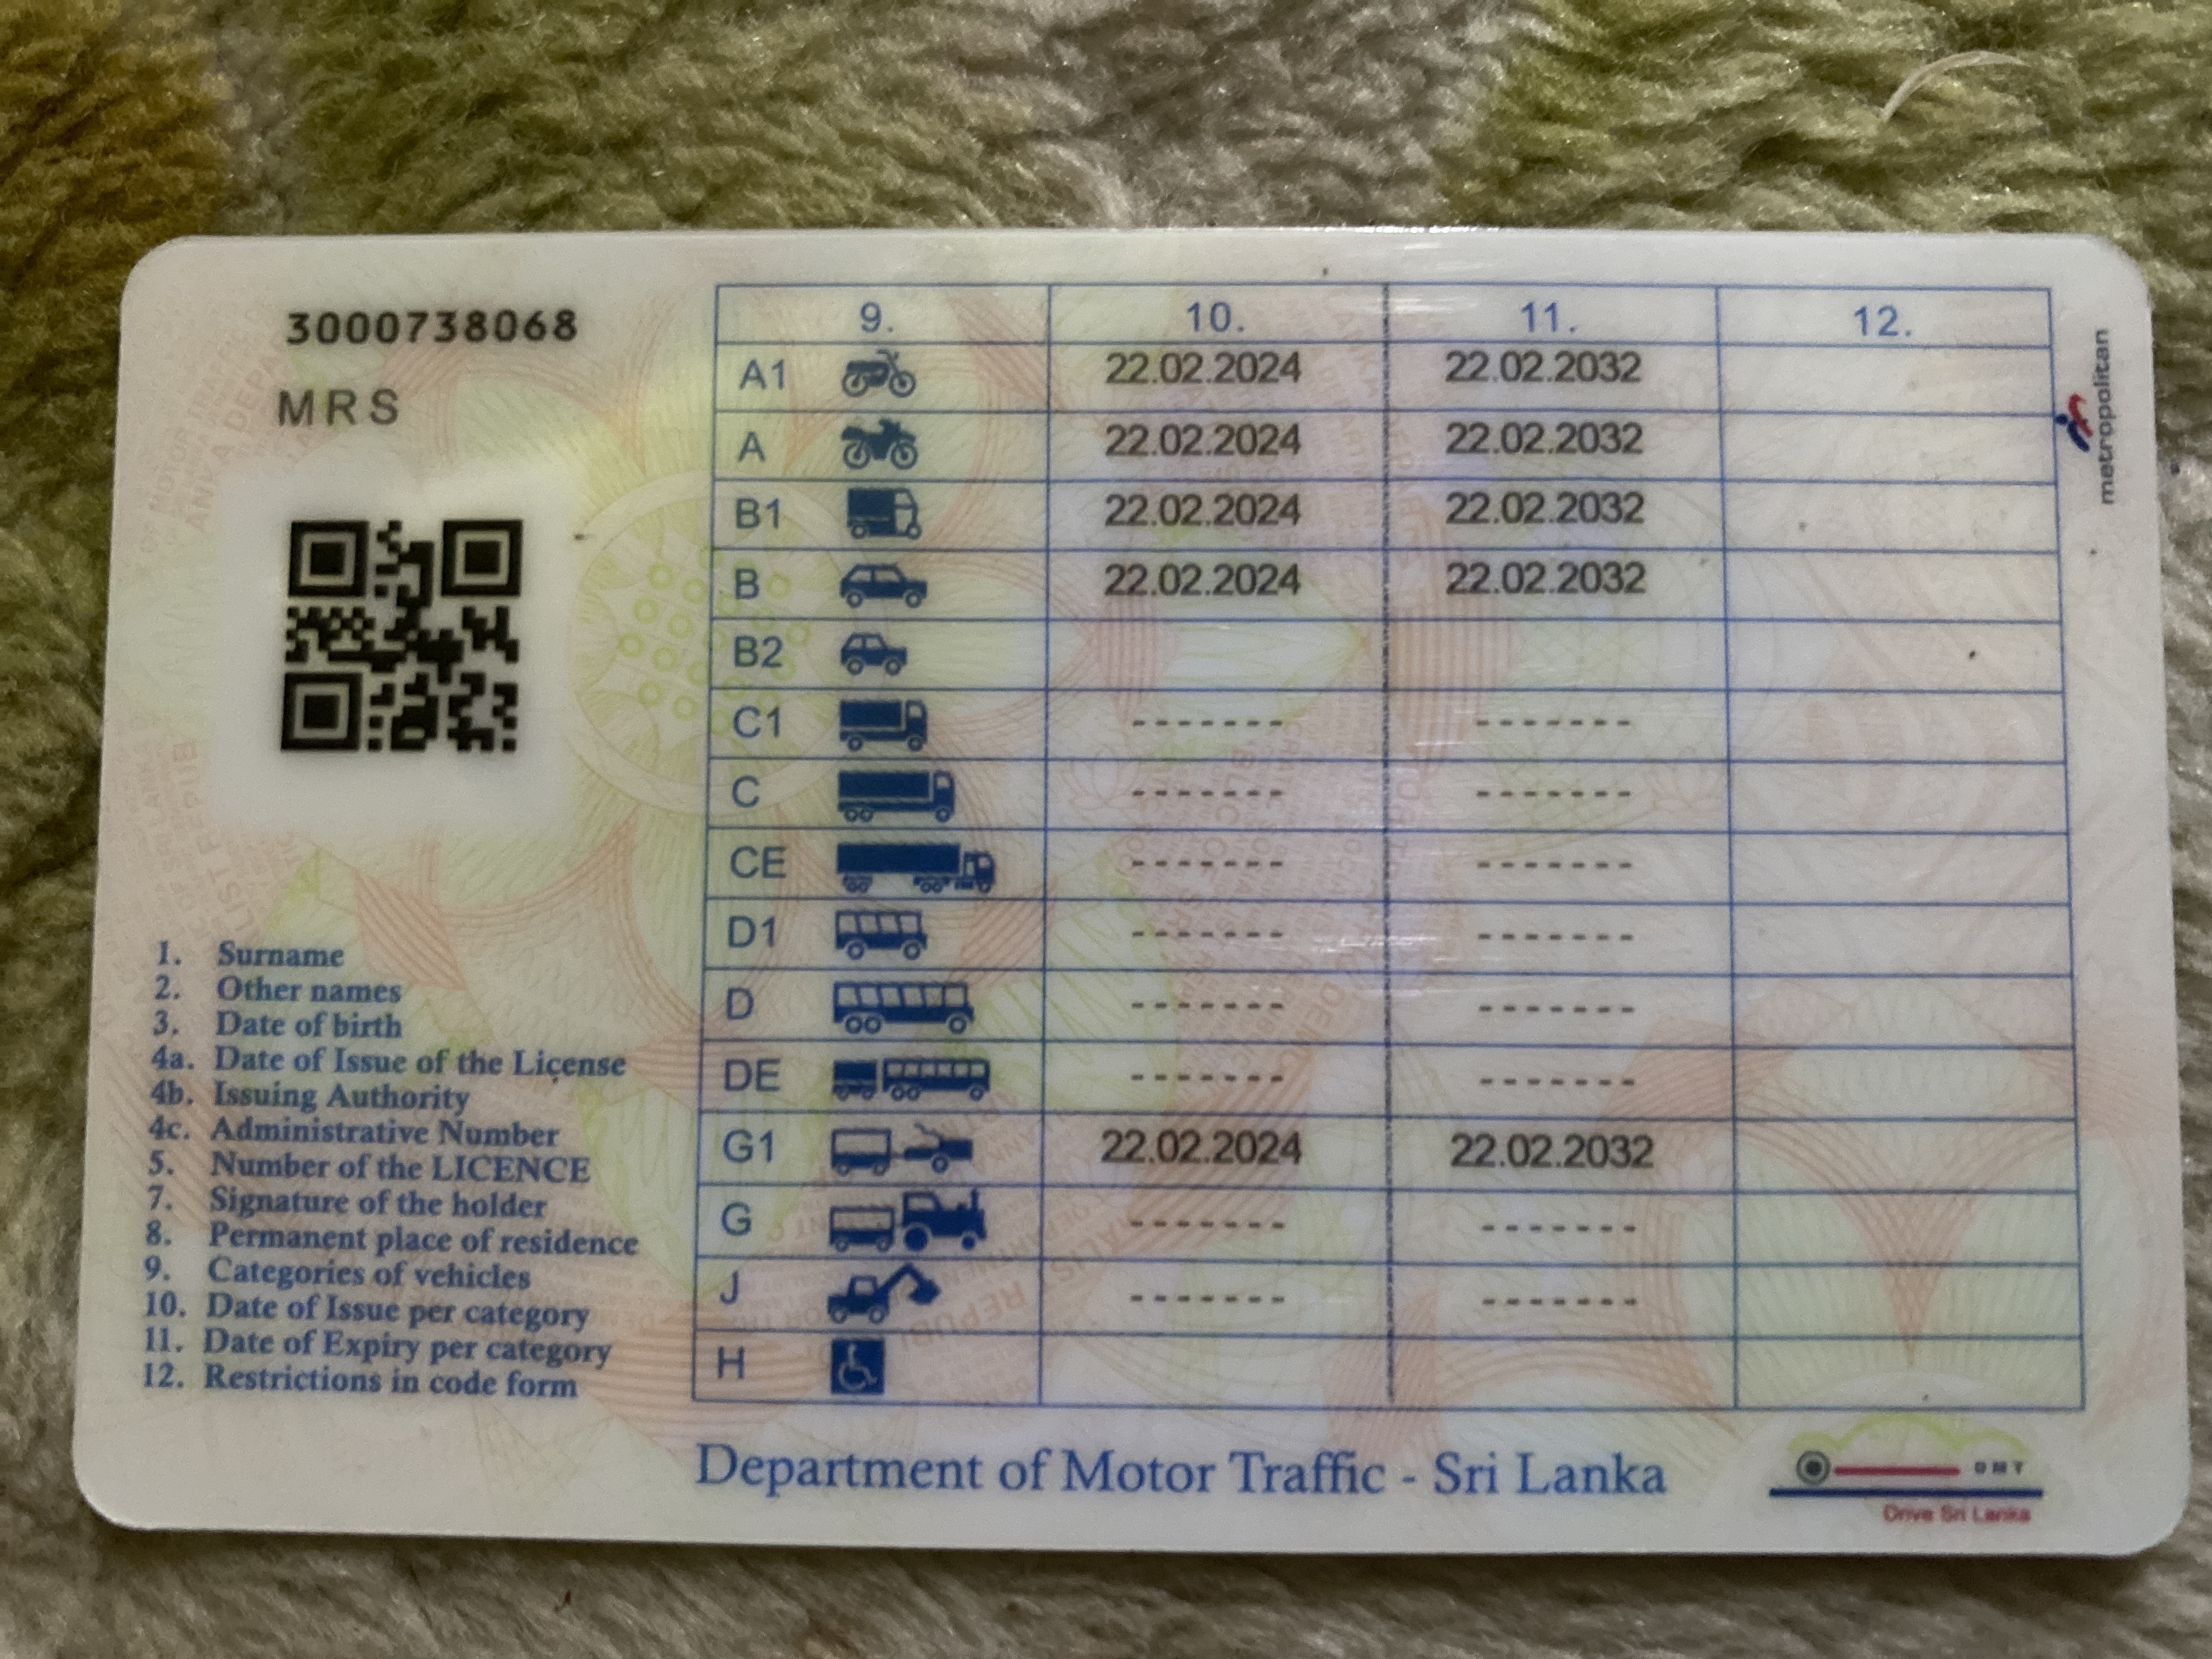 300073​8068
MRS
1. Surname
2. Other names
3. Date of birth
4a. Date of Issue of the License
4b. Issuing Authority
4c. Administrative Number
5. Number of the LICENCE
7. Signature of the holder
8. Permanent place of residence
9. Categories of vehicles
10. Date of Issue per category
11. Date of Expiry per category
12. Restrictions in code form
9. 10. 11. 12.
A1 22.02.2024 22.02.2032
A 22.02.2024 22.02.2032
B1 22.02.2024 22.02.2032
B 22.02.2024 22.02.2032
B2
C1 ------- -------
C ------- -------
CE ------- -------
D1 ------- -------
D ------- -------
DE ------- -------
G1 22.02.2024 22.02.2032
G ------- -------
J ------- -------
H
Department of Motor Traffic - Sri Lanka
DMT
Drive Sri Lanka
metropolitan